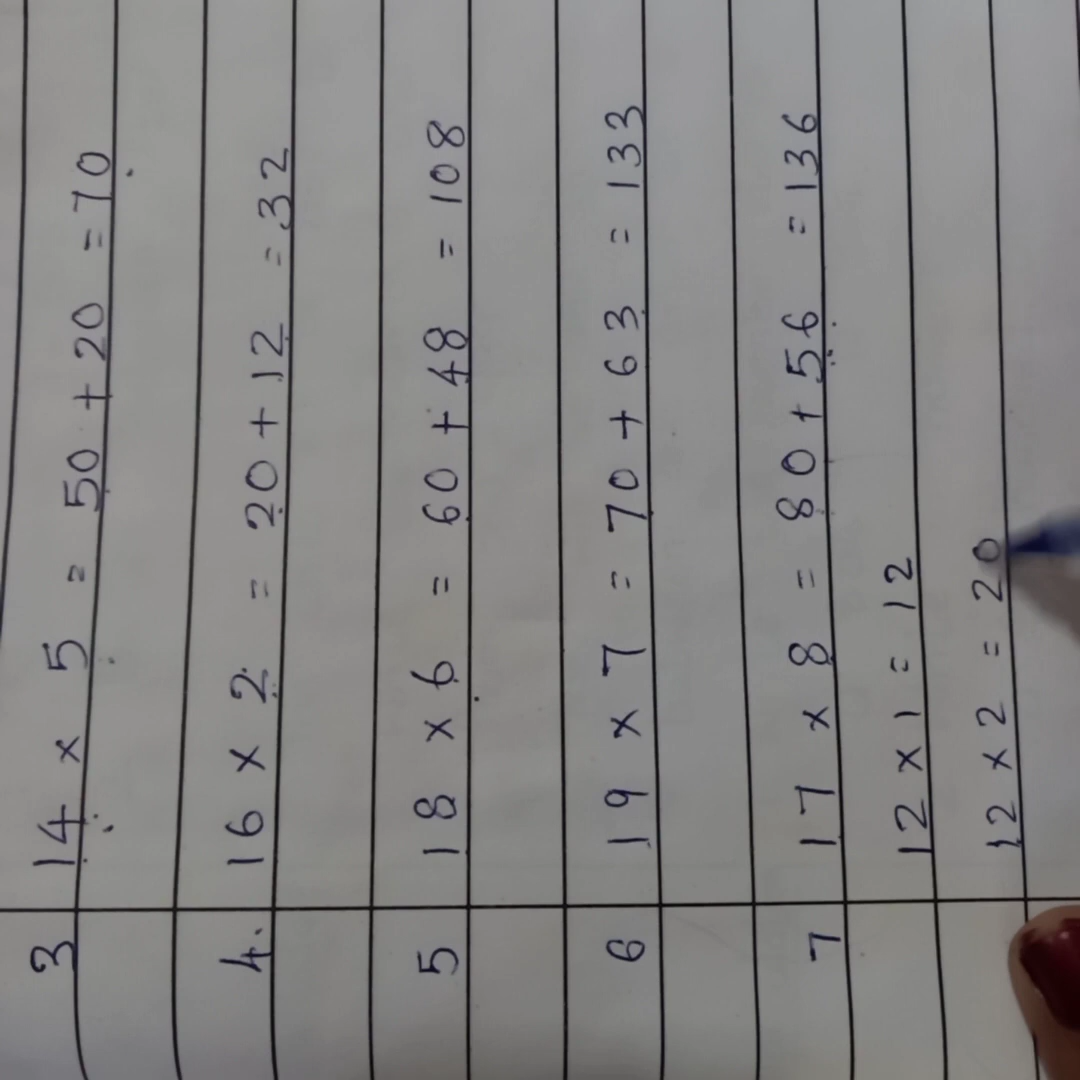 3 14 × 5 = 50 + 20 = 70
4. 16 × 2 = 20 + 12 = 32
5 18 × 6 = 60 + 48 = 108
6 19 × 7 = 70 + 63 = 133
7 17 × 8 = 80 + 56 = 136
12 × 1 = 12
12 × 2 = 20